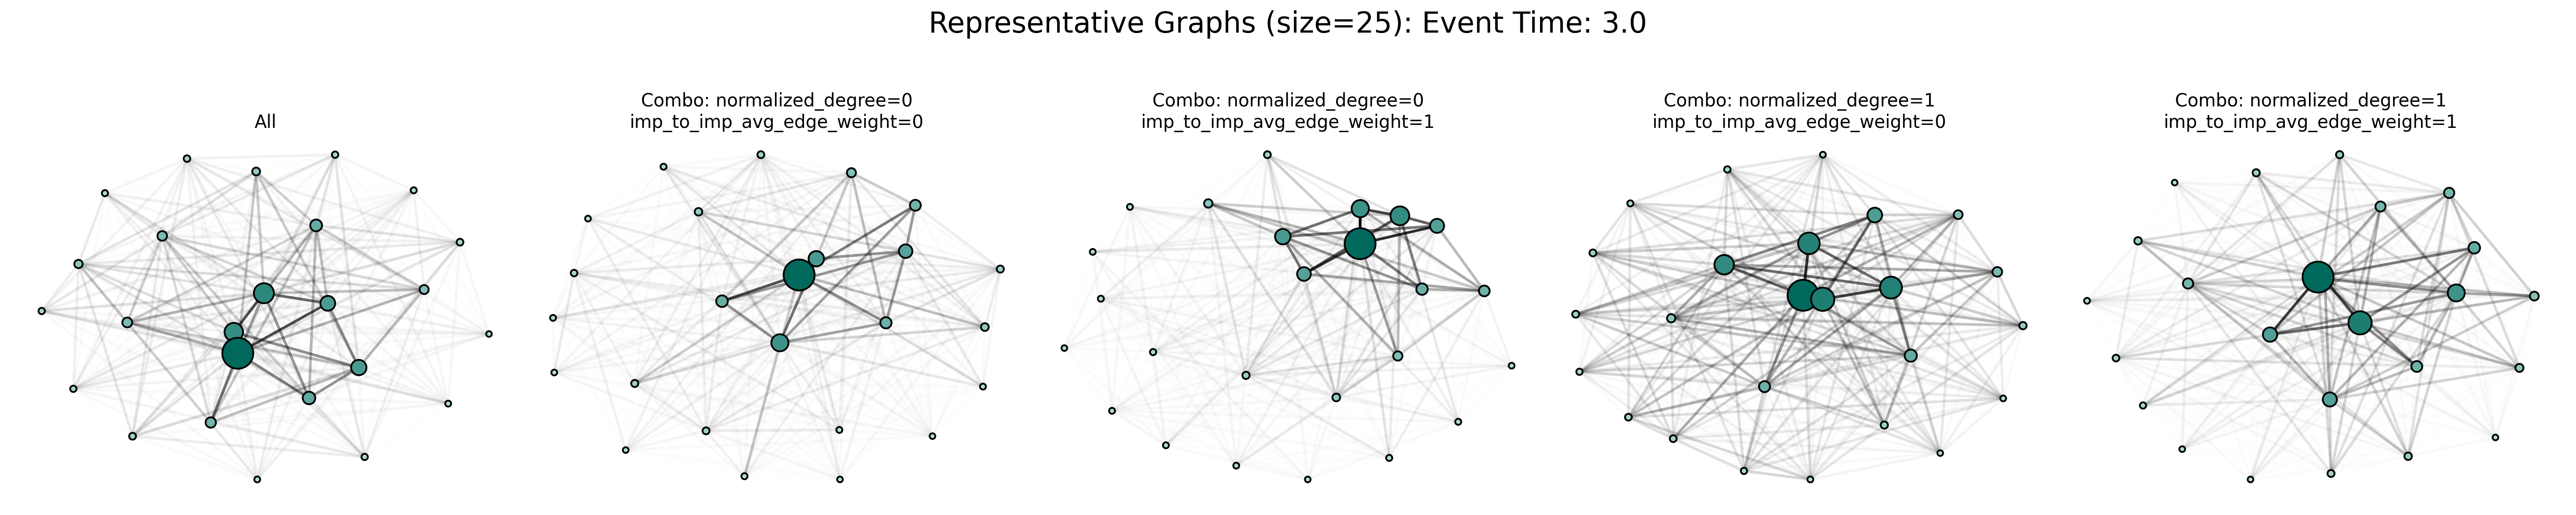 Representative Graphs (size=25): Event Time: 3.0
All
Combo: normalized_degree=0
imp_to_imp_avg_edge_weight=0
Combo: normalized_degree=0
imp_to_imp_avg_edge_weight=1
Combo: normalized_degree=1
imp_to_imp_avg_edge_weight=0
Combo: normalized_degree=1
imp_to_imp_avg_edge_weight=1